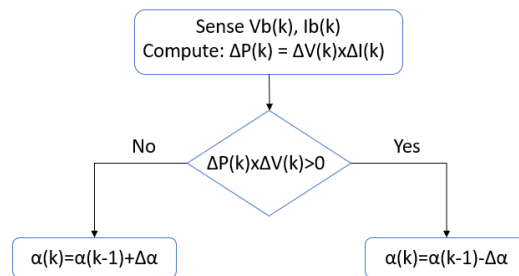 Sense Vb(k), Ib(k)
Compute: ΔP(k) = ΔV(k)xΔI(k)
No
Yes
ΔP(k)xΔV(k)>0
α(k)=α(k-1)+Δα
α(k)=α(k-1)-Δα